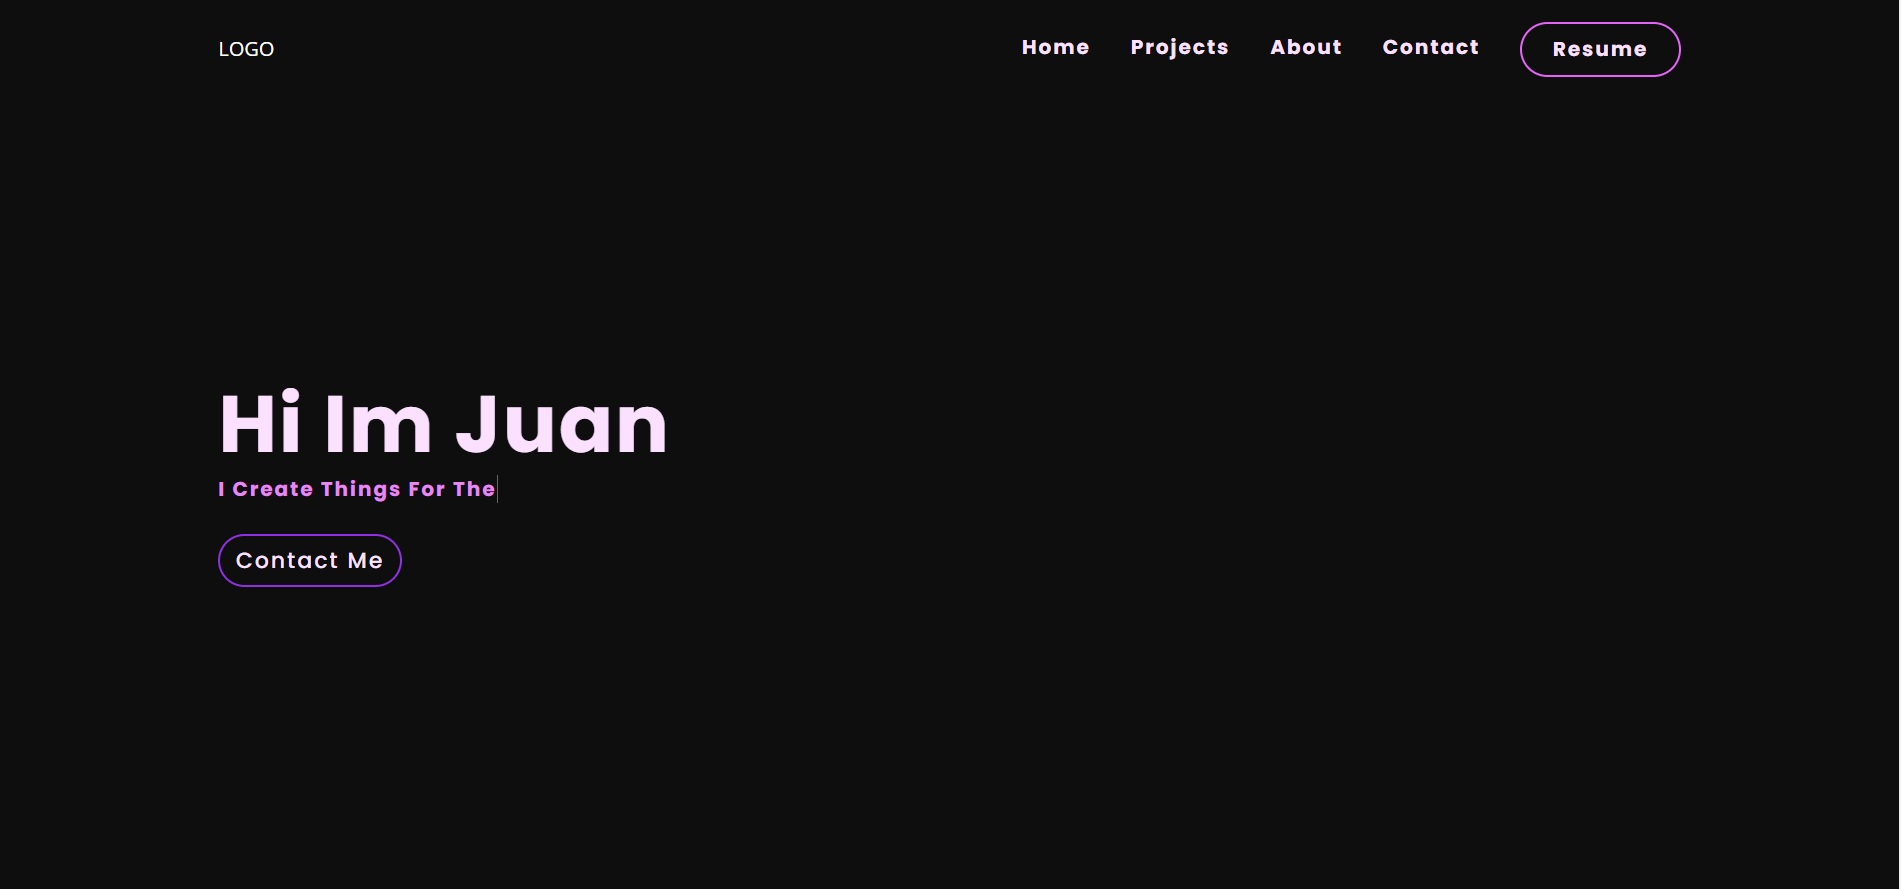 LOGO
Home Projects About Contact Resume
Hi Im Juan
I Create Things For The
Contact Me